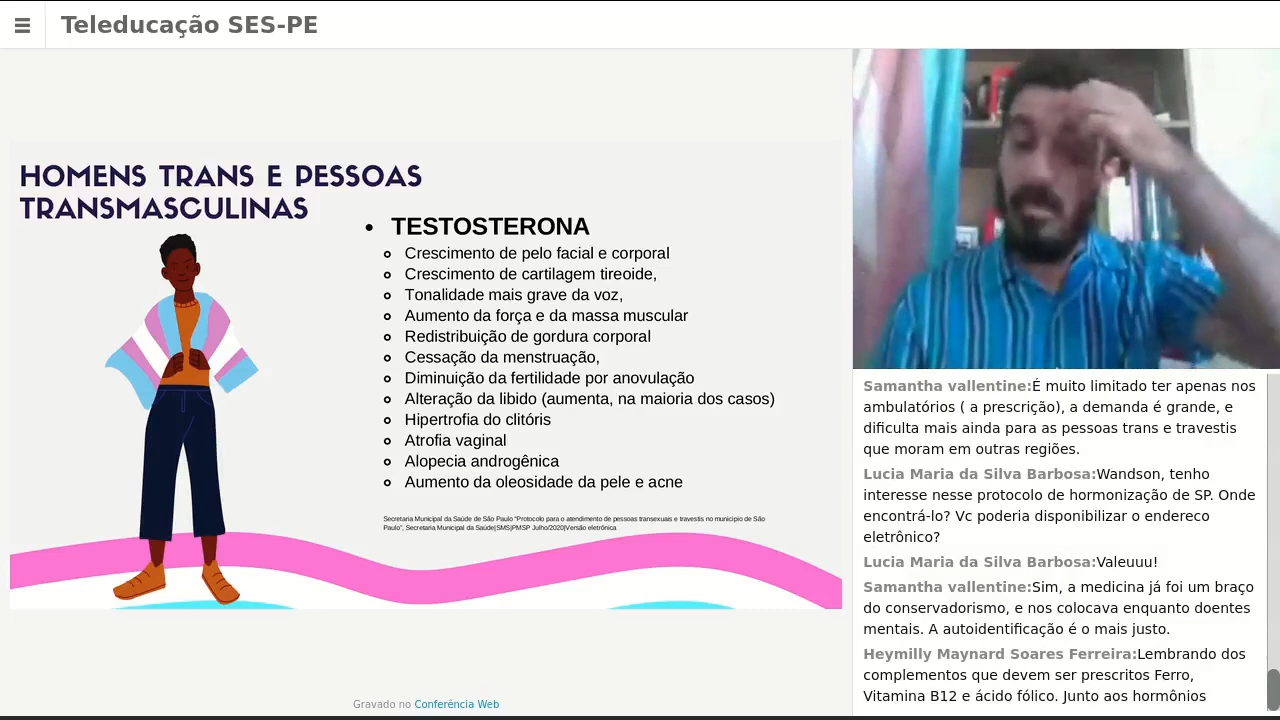 Teleducação SES-PE
HOMENS TRANS E PESSOAS
TRANSMASCULINAS
• TESTOSTERONA
Crescimento de pelo facial e corporal
Crescimento de cartilagem tireoide,
Tonalidade mais grave da voz,
Aumento da força e da massa muscular
Redistribuição de gordura corporal
Cessação da menstruação,
Diminuição da fertilidade por anovulação
Alteração da libido (aumenta, na maioria dos casos)
Hipertrofia do clitóris
Atrofia vaginal
Alopecia androgênica
Aumento da oleosidade da pele e acne
Secretaria Municipal da Saúde de São Paulo "Protocolo para o atendimento de pessoas transexuais e travestis no município de São
Paulo", Secretaria Municipal da Saúde|SMS|PMSP Julho/2020|Versão eletrônica
Gravado no Conferência Web
Samantha vallentine:É muito limitado ter apenas nos
ambulatórios ( a prescrição), a demanda é grande, e
dificulta mais ainda para as pessoas trans e travestis
que moram em outras regiões.
Lucia Maria da Silva Barbosa:Wandson, tenho
interesse nesse protocolo de hormonização de SP. Onde
encontrá-lo? Vc poderia disponibilizar o endereco
eletrônico?
Lucia Maria da Silva Barbosa:Valeuuu!
Samantha vallentine:Sim, a medicina já foi um braço
do conservadorismo, e nos colocava enquanto doentes
mentais. A autoidentificação é o mais justo.
Heymilly Maynard Soares Ferreira:Lembrando dos
complementos que devem ser prescritos Ferro,
Vitamina B12 e ácido fólico. Junto aos hormônios